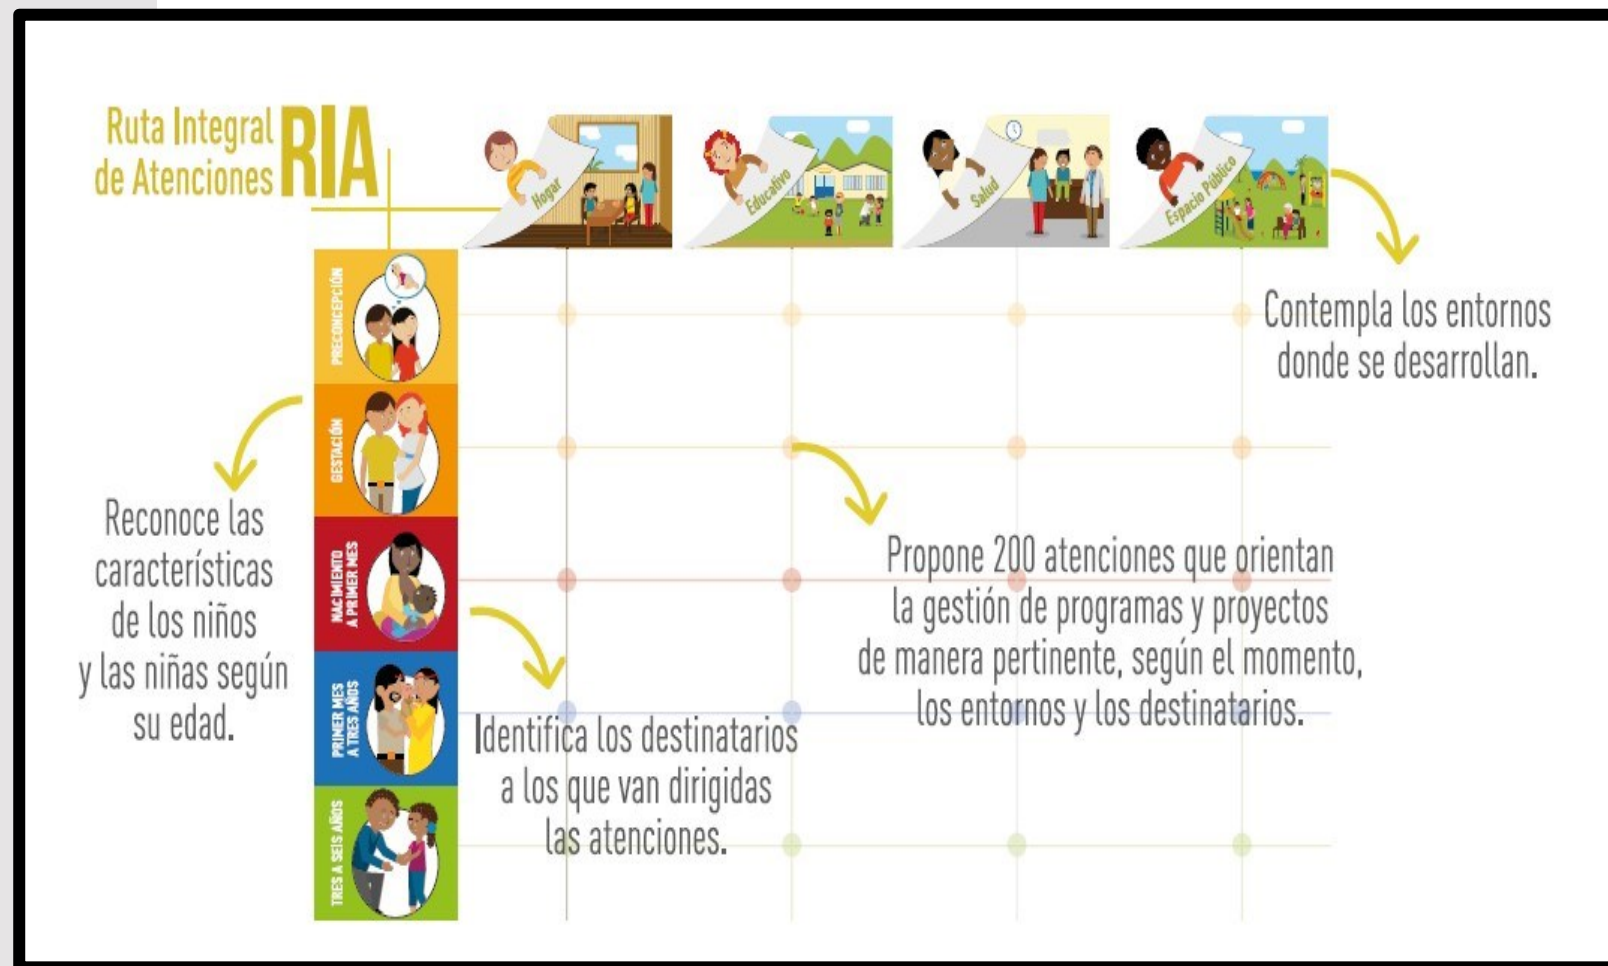 Ruta Integral
de Atenciones
RIA
Hogar
Educativo
Salud
Espacio Público
Contempla los entornos
donde se desarrollan.
PRECONCEPCIÓN
GESTACIÓN
NACIMIENTO
A PRIMER MES
PRIMER MES
A TRES AÑOS
TRES A SEIS AÑOS
Reconoce las
características
de los niños
y las niñas según
su edad.
Identifica los destinatarios
a los que van dirigidas
las atenciones.
Propone 200 atenciones que orientan
la gestión de programas y proyectos
de manera pertinente, según el momento,
los entornos y los destinatarios.